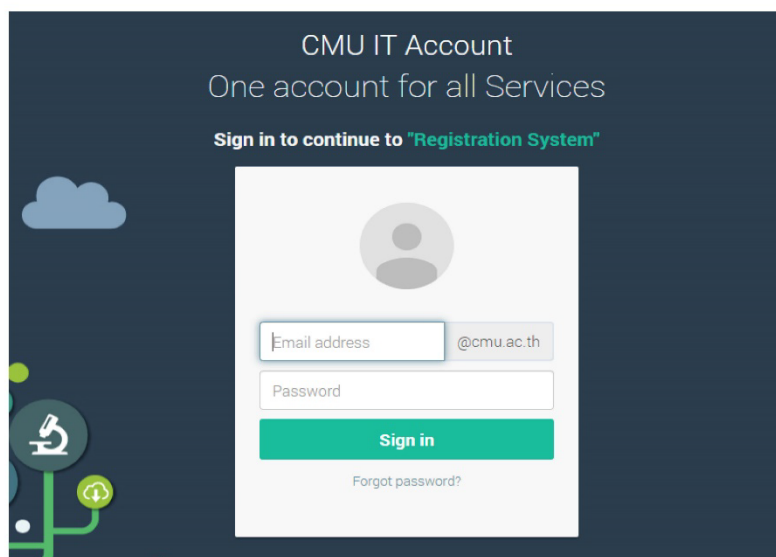 CMU IT Account
One account for all Services
Sign in to continue to "Registration System"
Email address @cmu.ac.th
Password
Sign in
Forgot password?